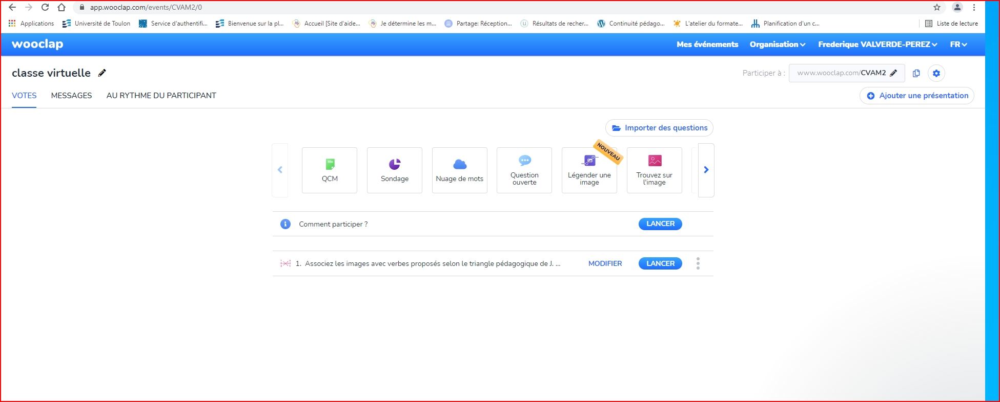 app.wooclap.com/events/CVAM2/0
Applications Université de Toulon Service d'authentifi... Bienvenue sur la pl... Accueil [Site d'aide... Je détermine les m... Partage: Réception... Résultats de recher... Continuité pédago... L'atelier du formate... Planification d'un c... Liste de lecture
wooclap Mes événements Organisation Frederique VALVERDE-PEREZ FR
classe virtuelle Participer à : www.wooclap.com/CVAM2
VOTES MESSAGES AU RYTHME DU PARTICIPANT Ajouter une présentation
Importer des questions
NOUVEAU
QCM Sondage Nuage de mots Question ouverte Légender une image Trouvez sur l'image
Comment participer ? LANCER
1. Associez les images avec verbes proposés selon le triangle pédagogique de J. ... MODIFIER LANCER